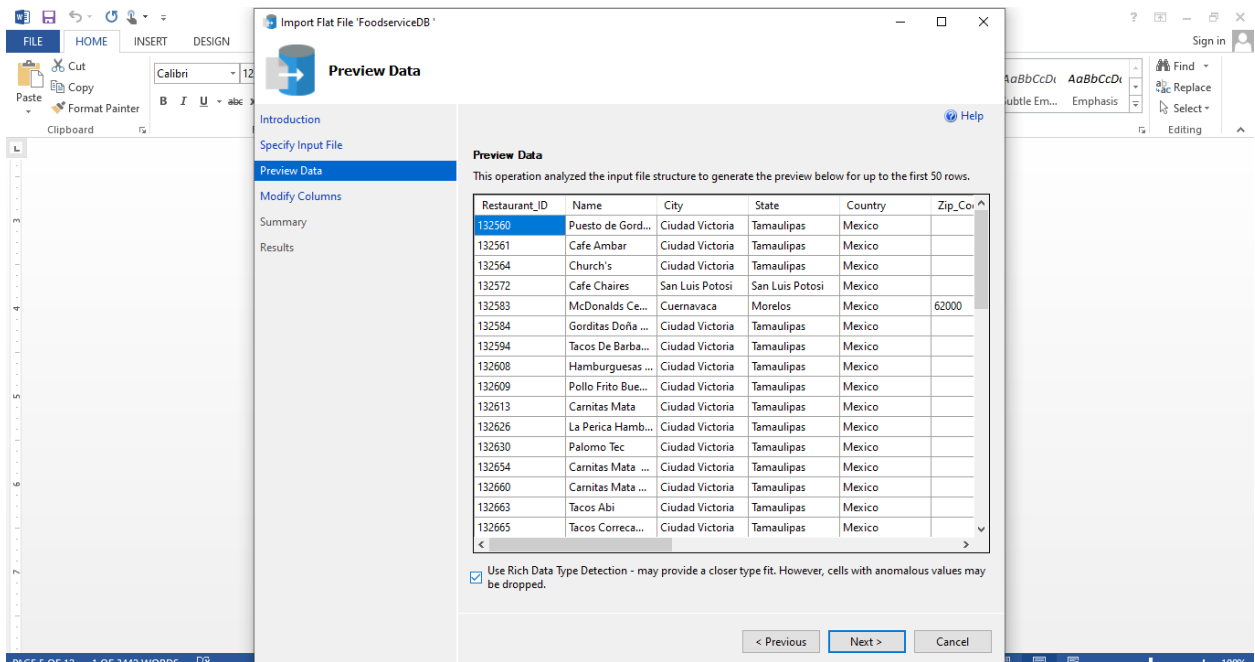 Import Flat File 'FoodserviceDB '
FILE HOME INSERT DESIGN
Sign in
Cut
Copy
Format Painter
Paste
Clipboard
Calibri 12
B I U abc
AaBbCcDc AaBbCcDc
Emphasis
Find
Replace
Select
Editing
Preview Data
Introduction
Specify Input File
Preview Data
Modify Columns
Summary
Results
Help
Preview Data
This operation analyzed the input file structure to generate the preview below for up to the first 50 rows.
Restaurant_ID Name City State Country
132560 Puesto de Gord... Ciudad Victoria Tamaulipas Mexico
132561 Cafe Ambar Ciudad Victoria Tamaulipas Mexico
132564 Church's Ciudad Victoria Tamaulipas Mexico
132572 Cafe Chaires San Luis Potosi San Luis Potosi Mexico
132583 McDonalds Ce... Cuernavaca Morelos Mexico 62000
132584 Gorditas Doña ... Ciudad Victoria Tamaulipas Mexico
132594 Tacos De Barba... Ciudad Victoria Tamaulipas Mexico
132608 Hamburguesas ... Ciudad Victoria Tamaulipas Mexico
132609 Pollo Frito Bue... Ciudad Victoria Tamaulipas Mexico
132613 Carnitas Mata Ciudad Victoria Tamaulipas Mexico
132626 La Perica Hamb... Ciudad Victoria Tamaulipas Mexico
132630 Palomo Tec Ciudad Victoria Tamaulipas Mexico
132654 Carnitas Mata ... Ciudad Victoria Tamaulipas Mexico
132660 Carnitas Mata ... Ciudad Victoria Tamaulipas Mexico
132663 Tacos Abi Ciudad Victoria Tamaulipas Mexico
132665 Tacos Correca... Ciudad Victoria Tamaulipas Mexico
Use Rich Data Type Detection - may provide a closer type fit. However, cells with anomalous values may
be dropped.
< Previous Next > Cancel